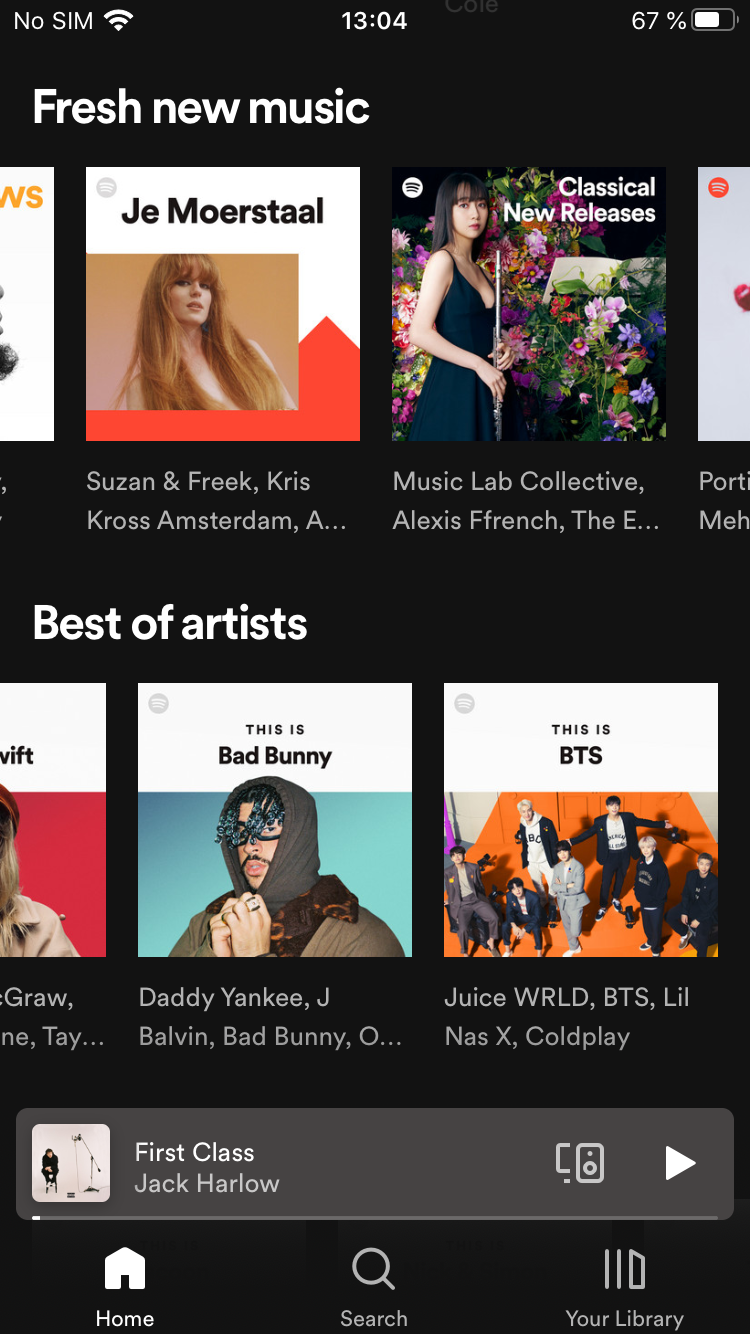 Cole
No SIM 13:04 67 %
Fresh new music
ws
Je Moerstaal
Classical
New Releases
Suzan & Freek, Kris
Kross Amsterdam, A...
Music Lab Collective,
Alexis Ffrench, The E...
Porti
Meh
Best of artists
vift
THIS IS
Bad Bunny
THIS IS
BTS
cGraw,
ne, Tay...
Daddy Yankee, J
Balvin, Bad Bunny, O...
Juice WRLD, BTS, Lil
Nas X, Coldplay
First Class
Jack Harlow
Home
Search
Your Library